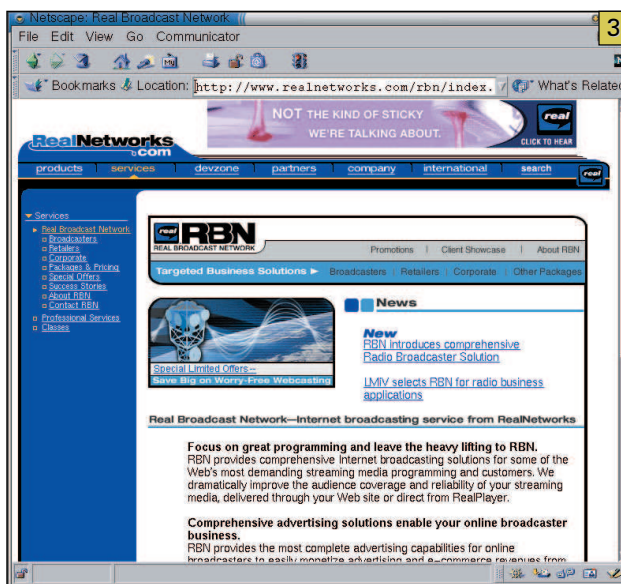 Netscape: Real Broadcast Network
3
File Edit View Go Communicator
Bookmarks Location: http://www.realnetworks.com/rbn/index. What's Related
NOT THE KIND OF STICKY
WE'RE TALKING ABOUT.
real
CLICK TO HEAR
RealNetworks
.com
products services devzone partners company international search real
Services
Real Broadcast Network
Broadcasters
Retailers
Corporate
Packages & Pricing
Special Offers
Success Stories
About RBN
Contact RBN
Professional Services
Classes
real RBN
REAL BROADCAST NETWORK
Promotions | Client Showcase | About RBN
Targeted Business Solutions Broadcasters | Retailers | Corporate | Other Packages
Special Limited Offers--
Save Big on Worry-Free Webcasting
News
New
RBN introduces comprehensive
Radio Broadcaster Solution
LMIV selects RBN for radio business
applications
Real Broadcast Network—Internet broadcasting service from RealNetworks
Focus on great programming and leave the heavy lifting to RBN.
RBN provides comprehensive Internet broadcasting solutions for some of the
Web's most demanding streaming media programming and customers. We
dramatically improve the audience coverage and reliability of your streaming
media, delivered through your Web site or direct from RealPlayer.
Comprehensive advertising solutions enable your online broadcaster
business.
RBN provides the most complete advertising capabilities for online
broadcasters to easily monetize advertising and e-commerce revenues from